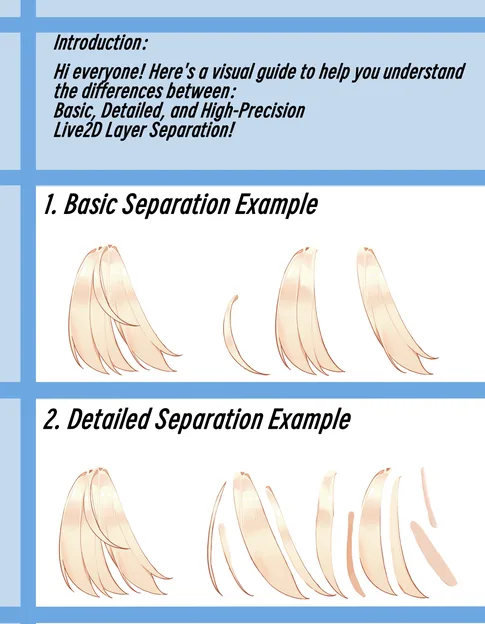 Introduction:
Hi everyone! Here's a visual guide to help you understand
the differences between:
Basic, Detailed, and High-Precision
Live2D Layer Separation!
1. Basic Separation Example
2. Detailed Separation Example